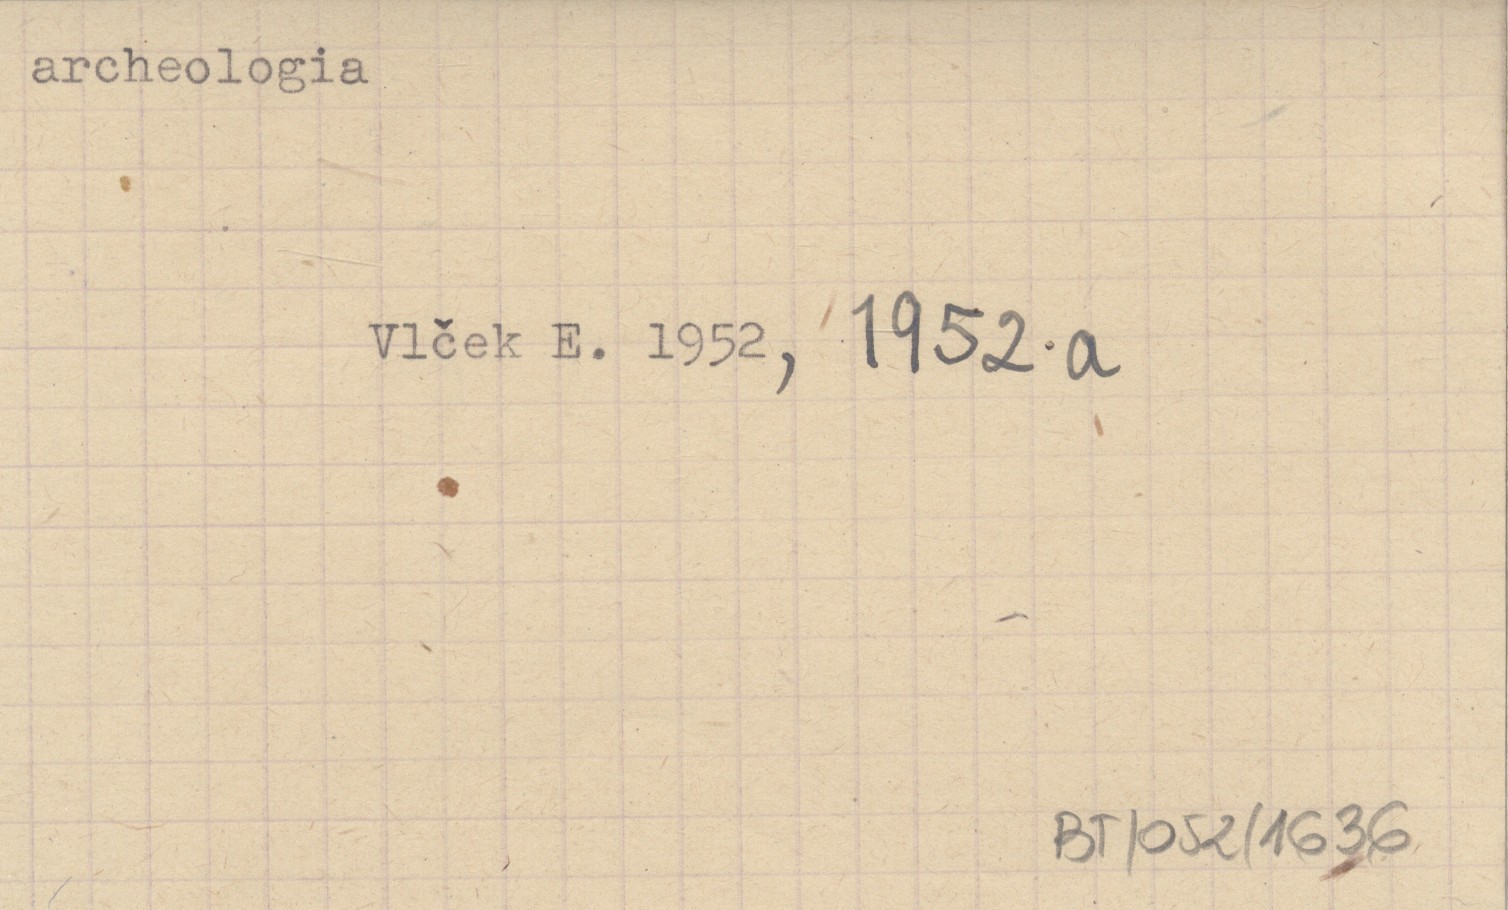 archeologia
Vlček E. 1952, 1952.a
BT/052/1636